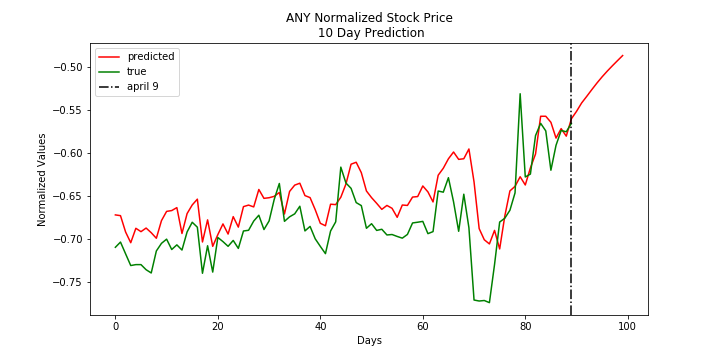 ANY Normalized Stock Price
10 Day Prediction
predicted
true
april 9
Normalized Values
−0.50
−0.55
−0.60
−0.65
−0.70
−0.75
0
20
40
60
80
100
Days